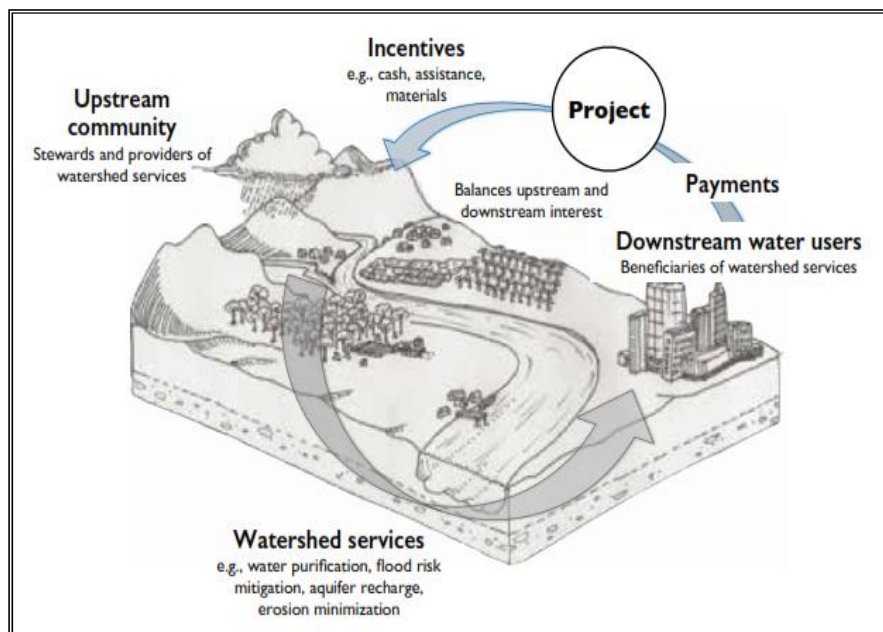 Incentives
e.g., cash, assistance,
materials
Project
Upstream
community
Stewards and providers of
watershed services
Balances upstream and
downstream interest
Payments
Downstream water users
Beneficiaries of watershed services
Watershed services
e.g., water purification, flood risk
mitigation, aquifer recharge,
erosion minimization